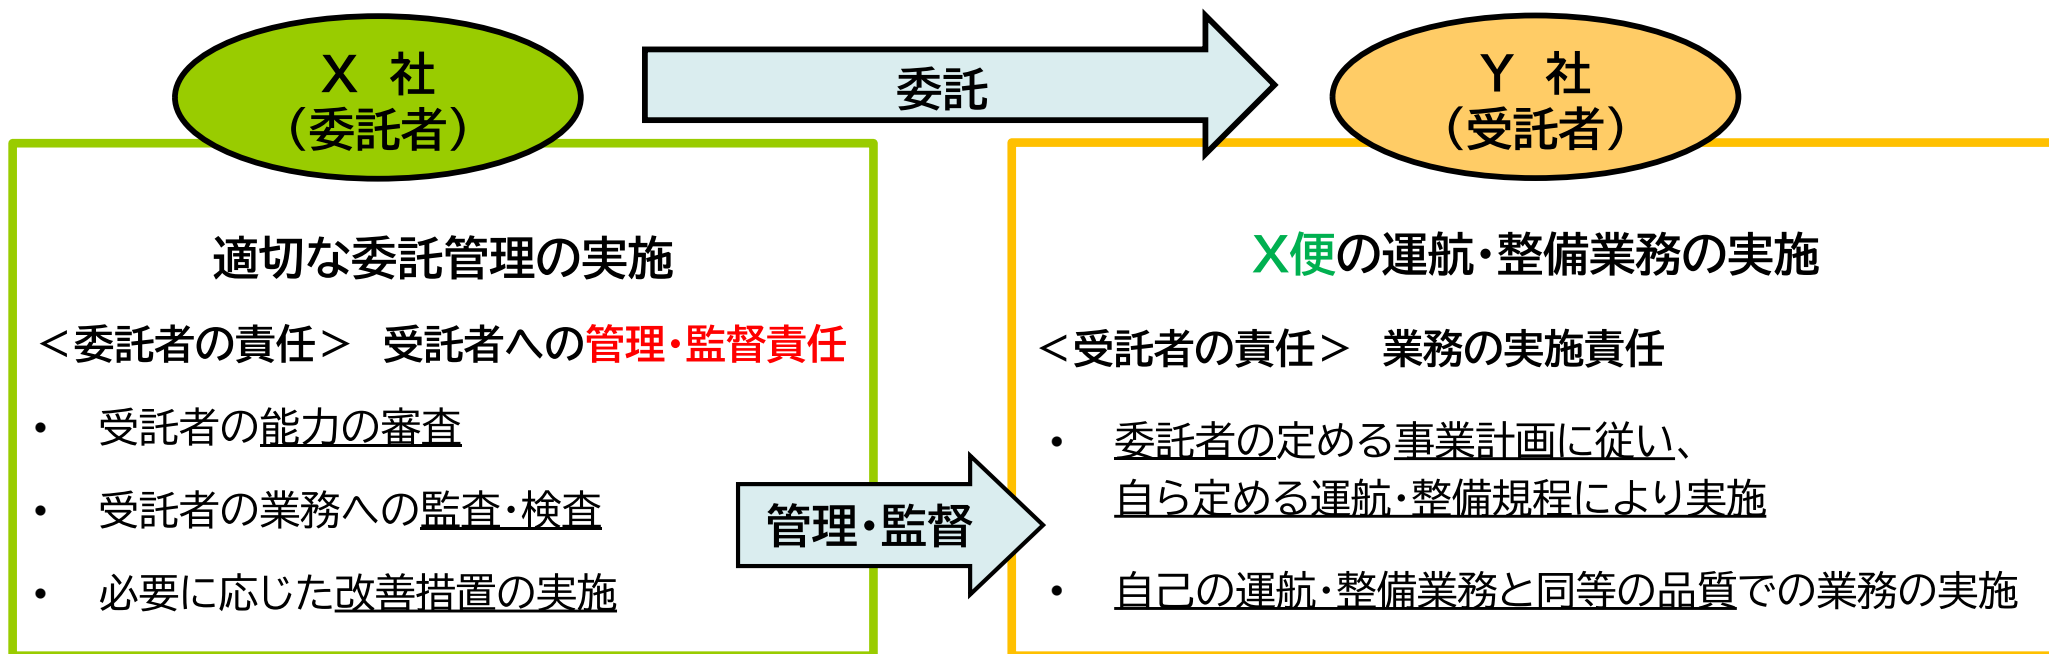 X 社
（委託者）
委託
Y 社
（受託者）
適切な委託管理の実施
＜委託者の責任＞ 受託者への管理・監督責任
• 受託者の能力の審査
• 受託者の業務への監査・検査
• 必要に応じた改善措置の実施
管理・監督
X便の運航・整備業務の実施
＜受託者の責任＞ 業務の実施責任
• 委託者の定める事業計画に従い、
自ら定める運航・整備規程により実施
• 自己の運航・整備業務と同等の品質での業務の実施